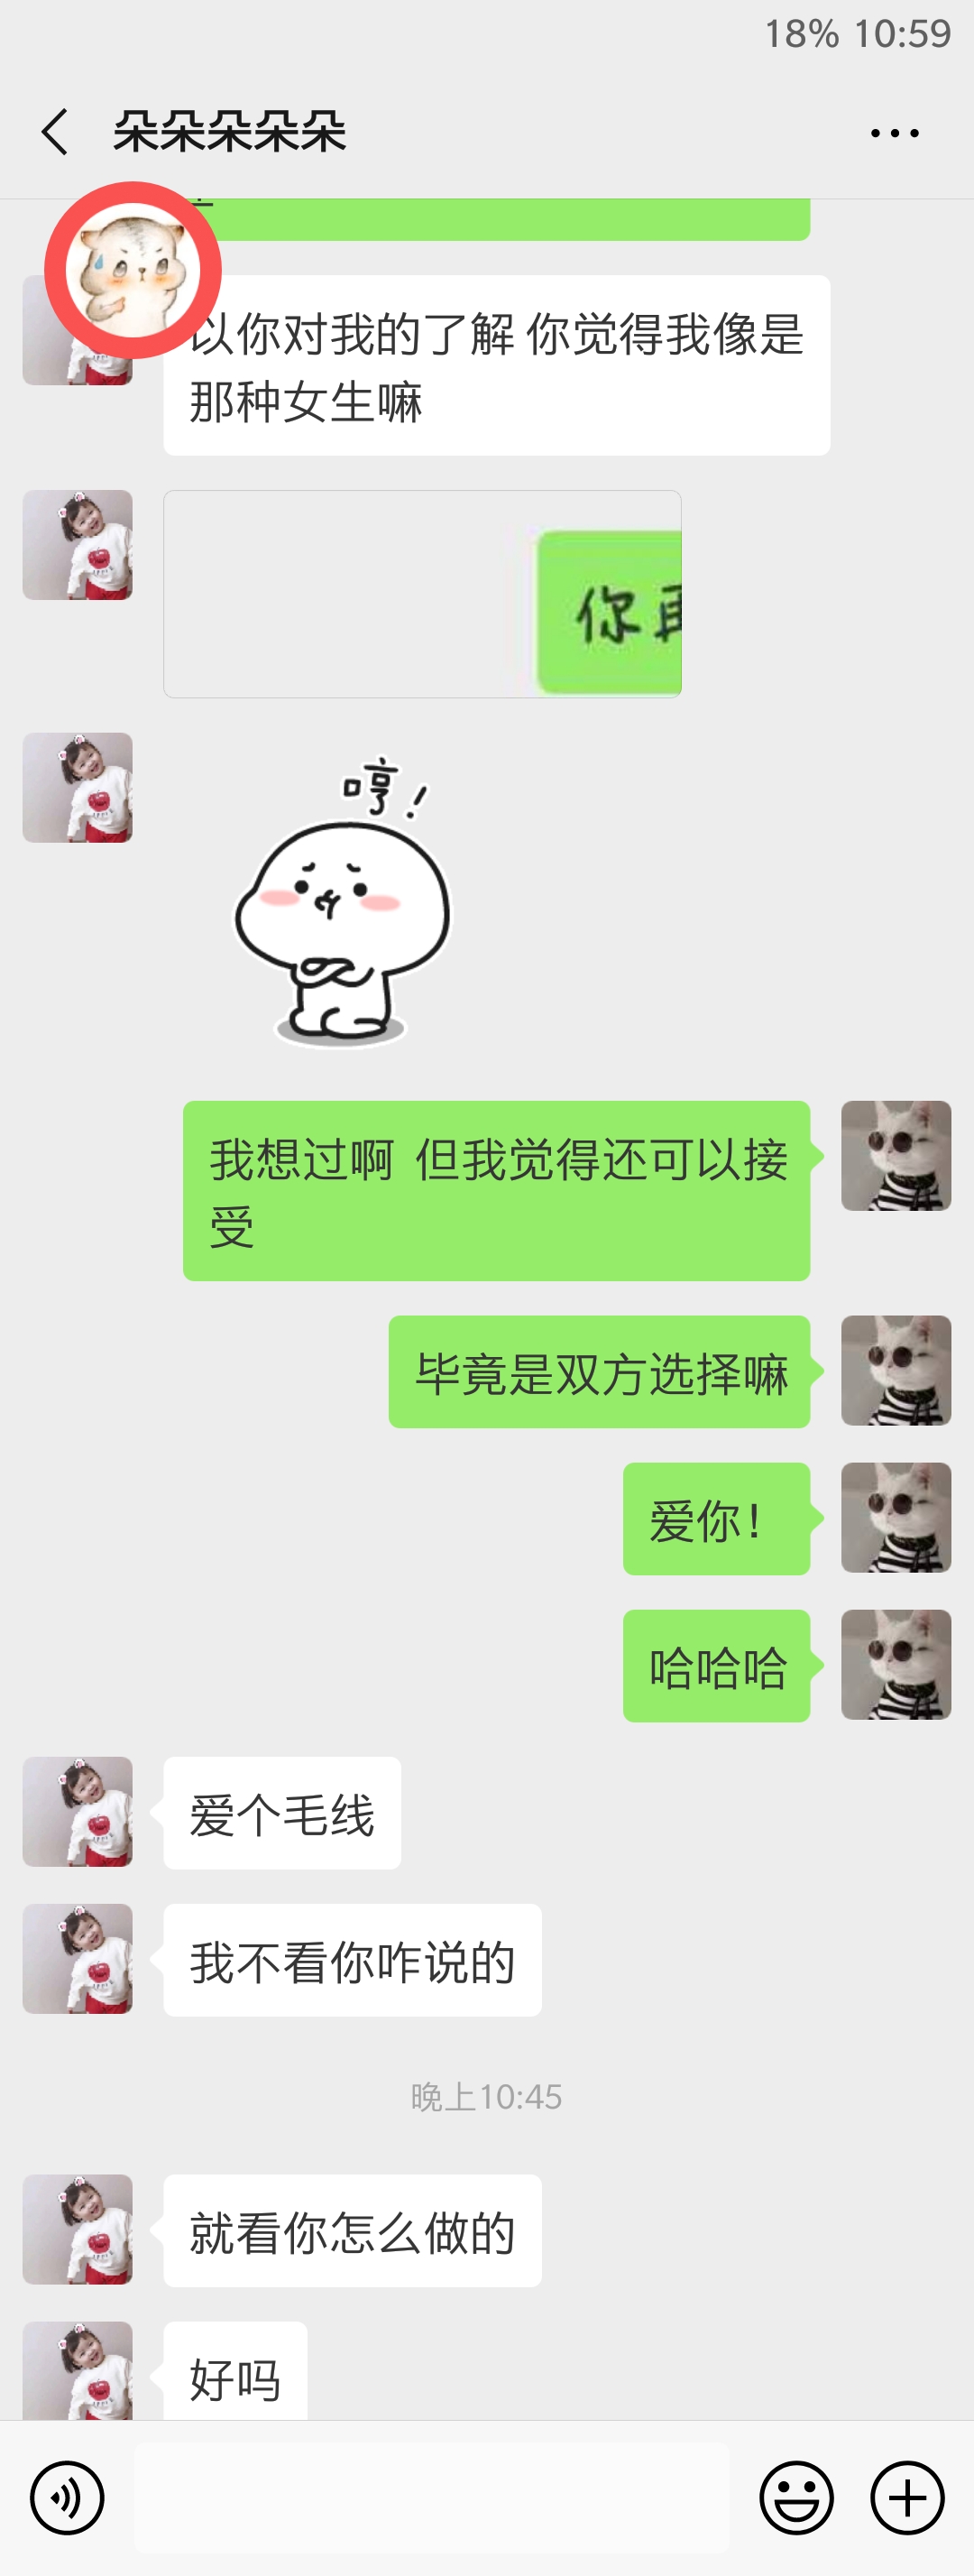 18% 10:59
朵朵朵朵朵
以你对我的了解 你觉得我像是
那种女生嘛
你再
哼！
我想过啊 但我觉得还可以接
受
毕竟是双方选择嘛
爱你！
哈哈哈
爱个毛线
我不看你咋说的
晚上10:45
就看你怎么做的
好吗